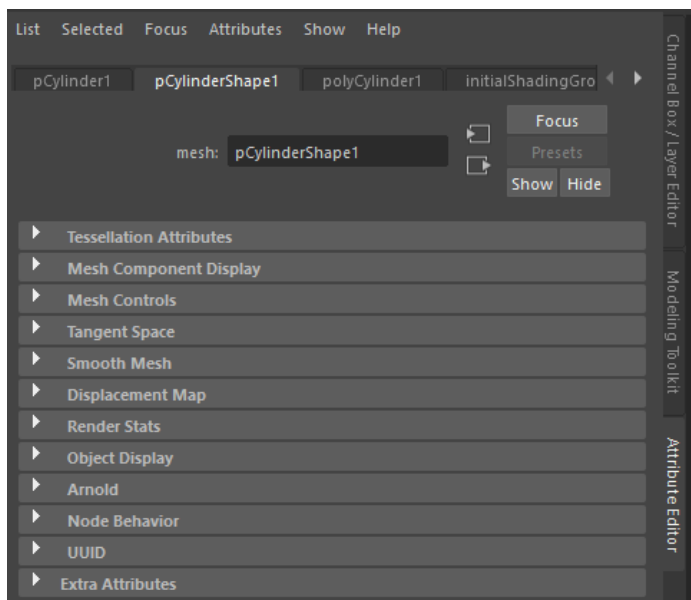 List Selected Focus Attributes Show Help
pCylinder1 pCylinderShape1 polyCylinder1 initialShadingGro
Focus
mesh: pCylinderShape1
Presets
Show Hide
Tessellation Attributes
Mesh Component Display
Mesh Controls
Tangent Space
Smooth Mesh
Displacement Map
Render Stats
Object Display
Arnold
Node Behavior
UUID
Extra Attributes
Channel Box / Layer Editor
Modeling Toolkit
Attribute Editor